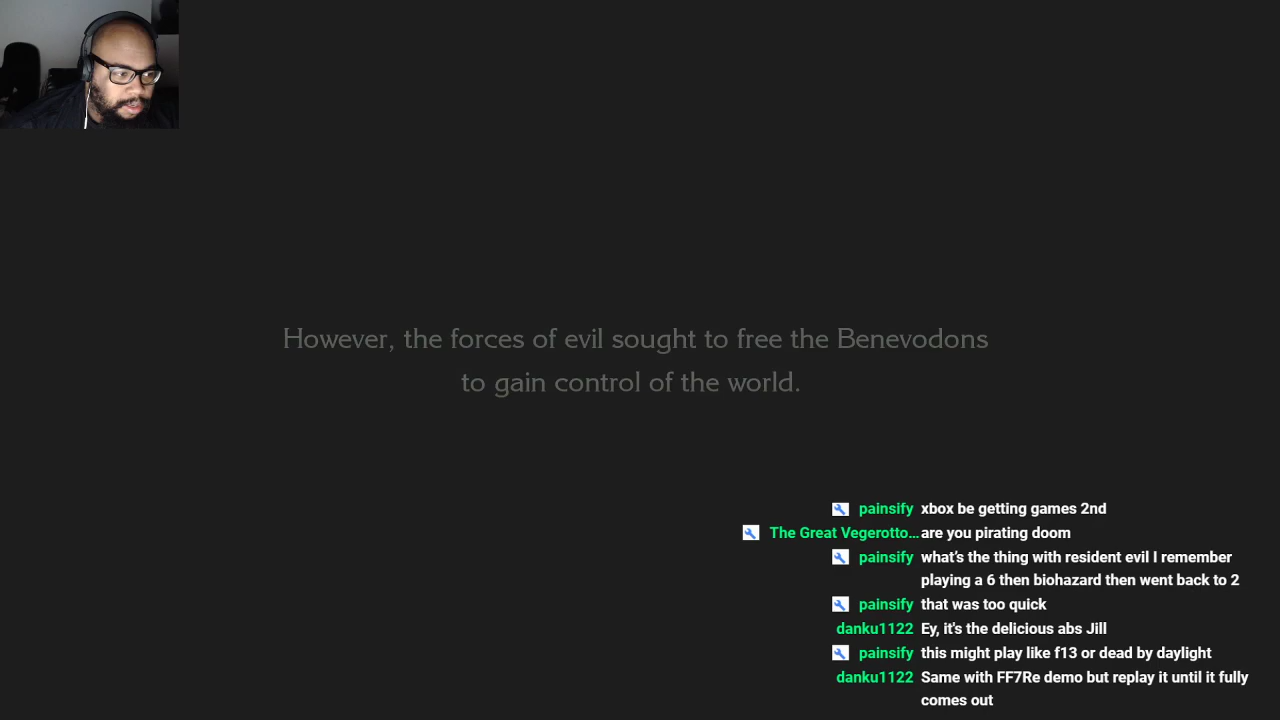 However, the forces of evil sought to free the Benevodons
to gain control of the world.
painsify xbox be getting games 2nd
The Great Vegerotto... are you pirating doom
painsify what's the thing with resident evil I remember
playing a 6 then biohazard then went back to 2
painsify that was too quick
danku1122 Ey, it's the delicious abs Jill
painsify this might play like f13 or dead by daylight
danku1122 Same with FF7Re demo but replay it until it fully
comes out